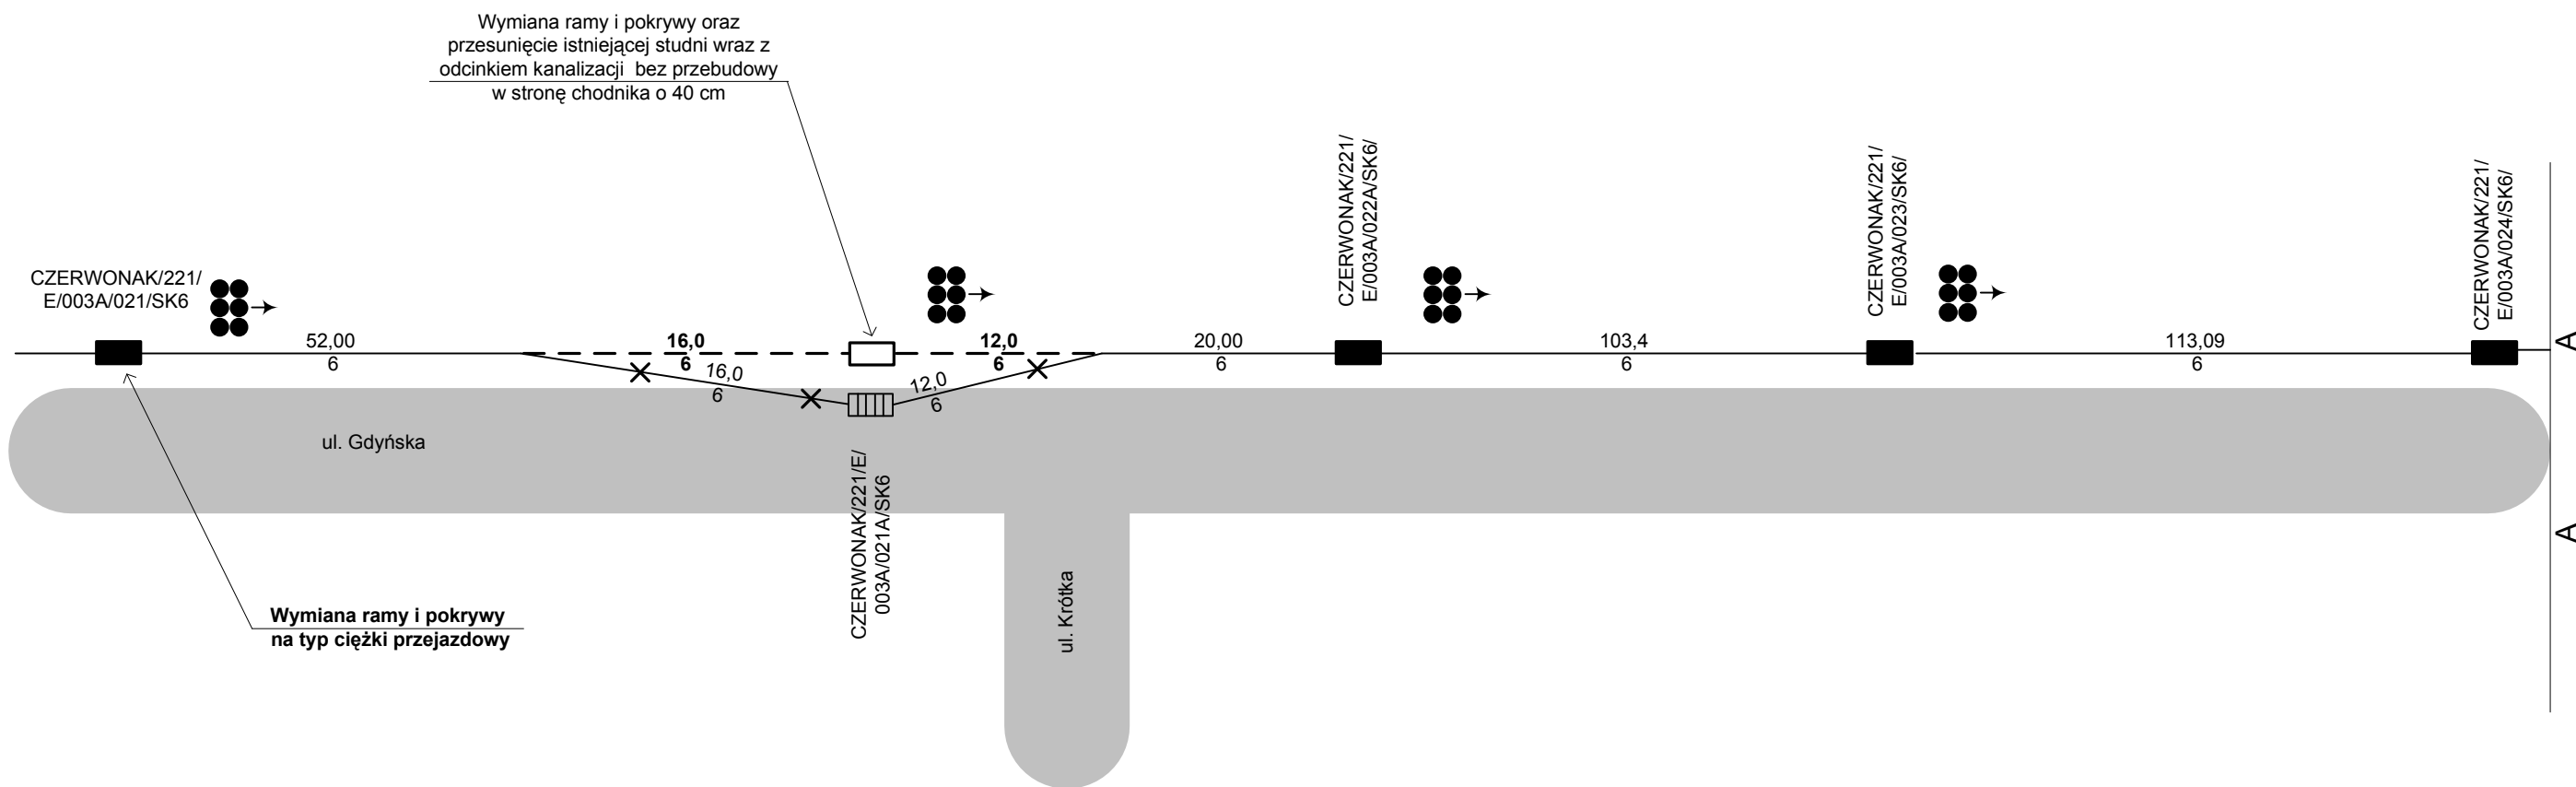 Wymiana ramy i pokrywy oraz
przesunięcie istniejącej studni wraz z
odcinkiem kanalizacji bez przebudowy
w stronę chodnika o 40 cm
CZERWONAK/221/
E/003A/021/SK6
52,00
6
16,0
6
12,0
6
16,0
6
12,0
6
20,00
6
CZERWONAK/221/
E/003A/022A/SK6/
103,4
6
CZERWONAK/221/
E/003A/023/SK6/
113,09
6
CZERWONAK/221/
E/003A/024/SK6/
A
A
ul. Gdyńska
CZERWONAK/221/E/
003A/021A/SK6
ul. Krótka
Wymiana ramy i pokrywy
na typ ciężki przejazdowy